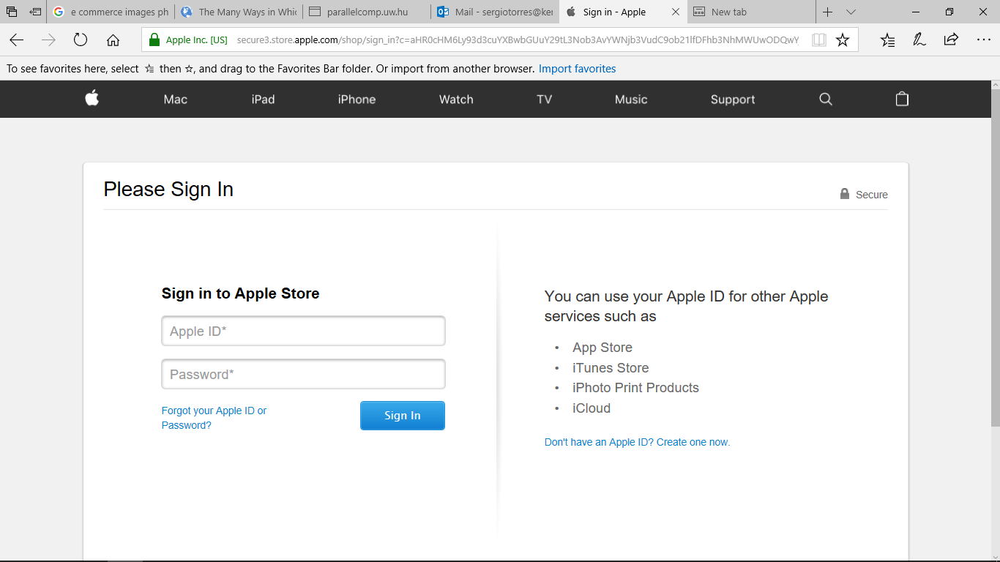 e commerce images ph
The Many Ways in Whic
parallelcomp.uw.hu
Mail - sergiotorres@ker
Sign in - Apple
New tab
Apple Inc. [US] secure3.store.apple.com/shop/sign_in?c=aHR0cHM6Ly93d3cuYXBwbGUuY29tL3Nob3AvYWNjb3VudC9ob21lfDFhb3NhMWUwODQwY
To see favorites here, select then , and drag to the Favorites Bar folder. Or import from another browser. Import favorites
Mac iPad iPhone Watch TV Music Support
Please Sign In
Secure
Sign in to Apple Store
Apple ID*
Password*
Forgot your Apple ID or
Password?
Sign In
You can use your Apple ID for other Apple
services such as
• App Store
• iTunes Store
• iPhoto Print Products
• iCloud
Don't have an Apple ID? Create one now.